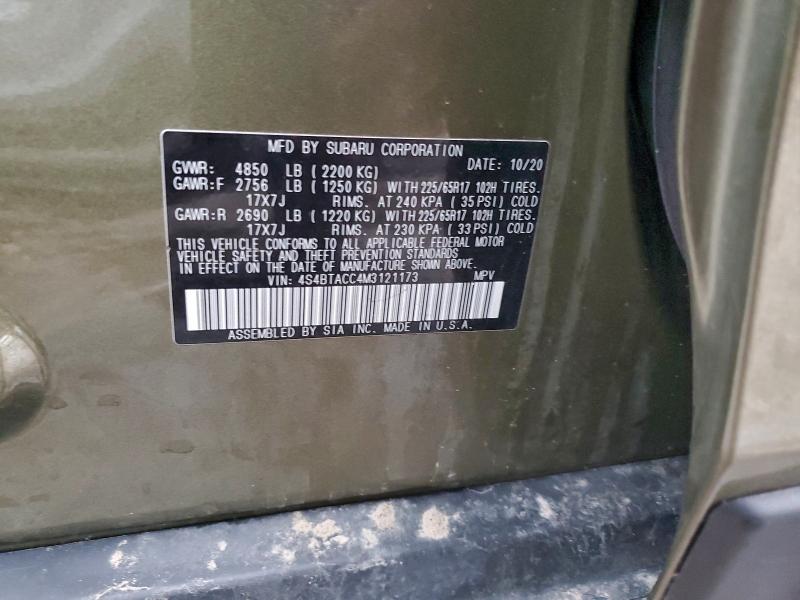 MFD BY SUBARU CORPORATION
GVWR: 4850 LB (2200 KG) DATE: 10/20
GAWR:F 2756 LB (1250 KG) WITH 225/65R17 102H TIRES.
17X7J RIMS. AT 240 KPA (35 PSI) COLD
GAWR:R 2690 LB (1220 KG) WITH 225/65R17 102H TIRES.
17X7J RIMS. AT 230 KPA (33 PSI) COLD
THIS VEHICLE CONFORMS TO ALL APPLICABLE FEDERAL MOTOR
VEHICLE SAFETY AND THEFT PREVENTION STANDARDS
IN EFFECT ON THE DATE OF MANUFACTURE SHOWN ABOVE.
VIN: 4S4BTACC4M3121173 MPV
ASSEMBLED BY SIA INC. MADE IN U.S.A.